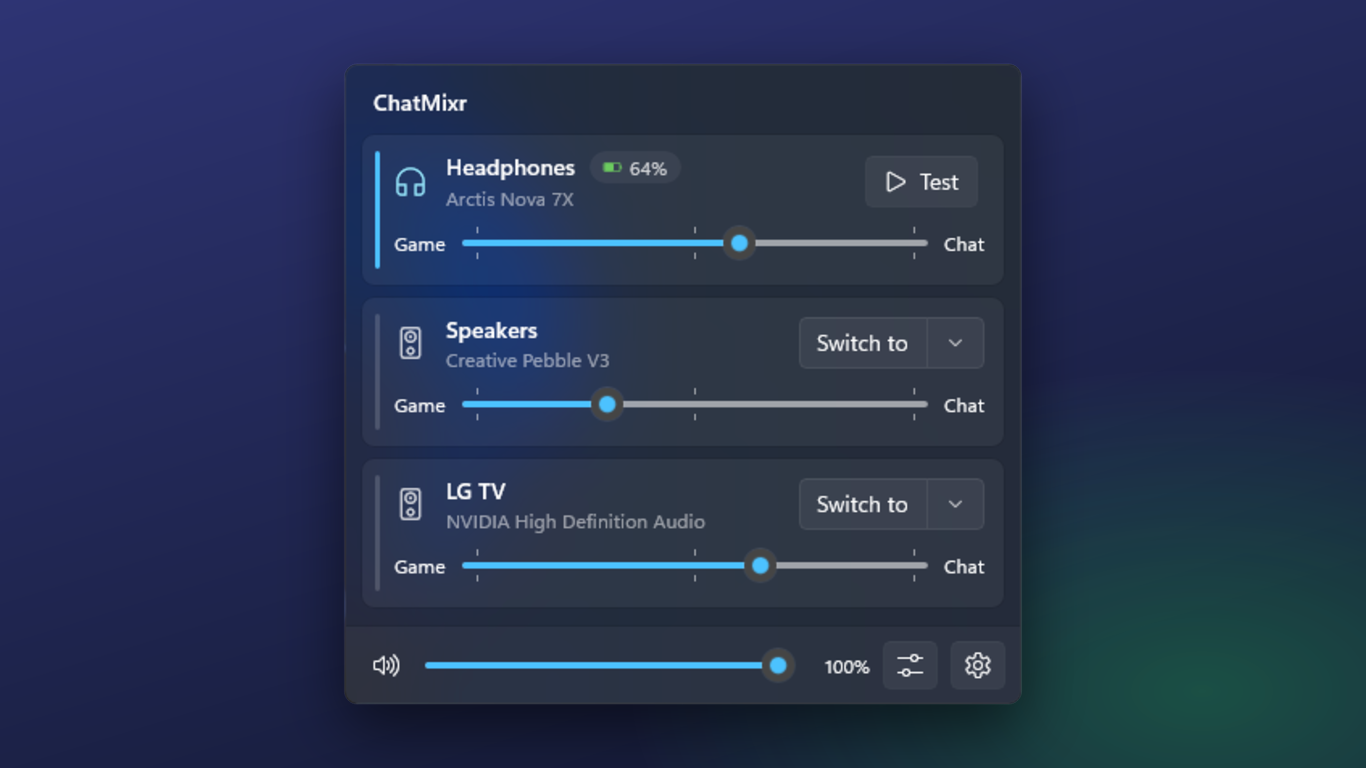 ChatMixr
Headphones 64%
Arctis Nova 7X
Test
Game Chat
Speakers
Creative Pebble V3
Switch to
Game Chat
LG TV
NVIDIA High Definition Audio
Switch to
Game Chat
100%